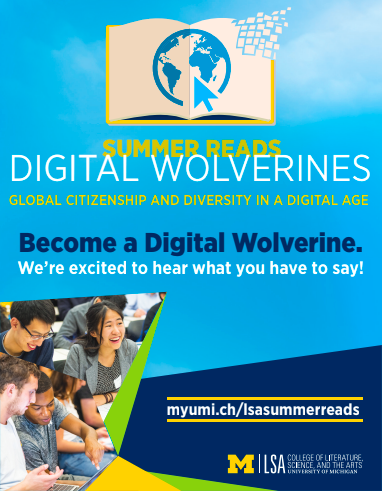 SUMMER READS
DIGITAL WOLVERINES
GLOBAL CITIZENSHIP AND DIVERSITY IN A DIGITAL AGE
Become a Digital Wolverine.
We're excited to hear what you have to say!
myumi.ch/lsasummerreads
M LSA COLLEGE OF LITERATURE,
SCIENCE, AND THE ARTS
UNIVERSITY OF MICHIGAN